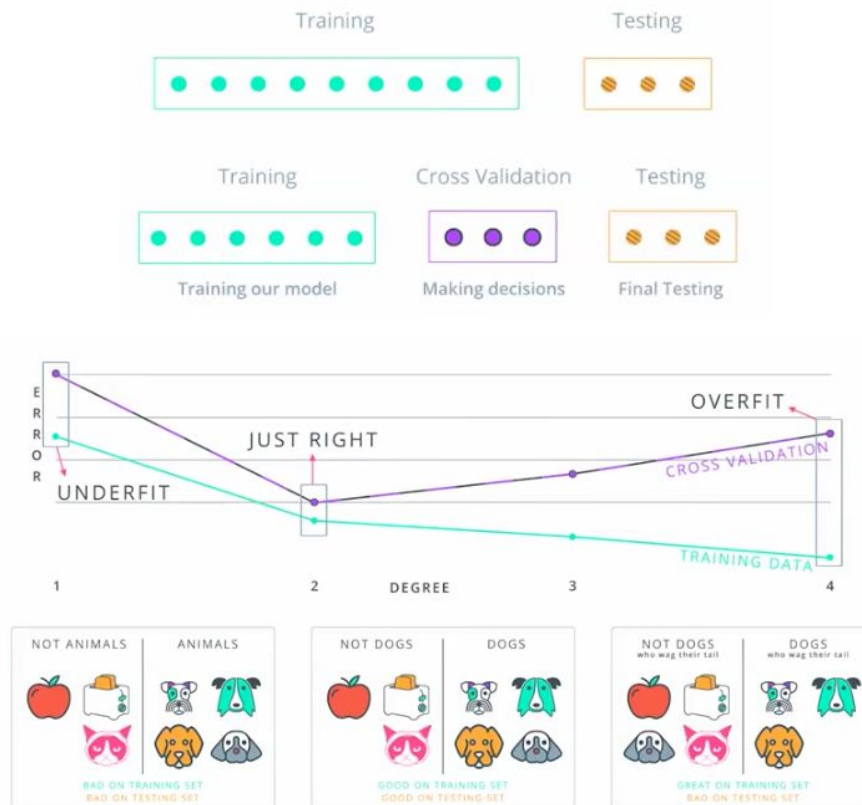 Training Testing
Training Cross Validation Testing
Training our model Making decisions Final Testing
ERROR
OVERFIT
JUST RIGHT
CROSS VALIDATION
UNDERFIT
TRAINING DATA
1 2 DEGREE 3 4
NOT ANIMALS ANIMALS
BAD ON TRAINING SET
BAD ON TESTING SET
NOT DOGS DOGS
GOOD ON TRAINING SET
GOOD ON TESTING SET
NOT DOGS DOGS
who wag their tail who wag their tail
GREAT ON TRAINING SET
BAD ON TESTING SET